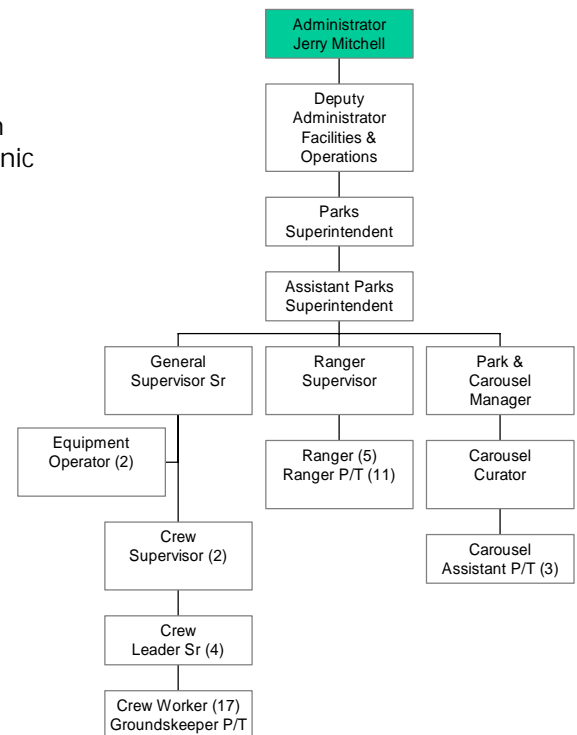 Administrator
Jerry Mitchell
Deputy
Administrator
Facilities &
Operations
nic
Parks
Superintendent
Assistant Parks
Superintendent
General
Supervisor Sr
Ranger
Supervisor
Park &
Carousel
Manager
Equipment
Operator (2)
Ranger (5)
Ranger P/T (11)
Carousel
Curator
Crew
Supervisor (2)
Carousel
Assistant P/T (3)
Crew
Leader Sr (4)
Crew Worker (17)
Groundskeeper P/T